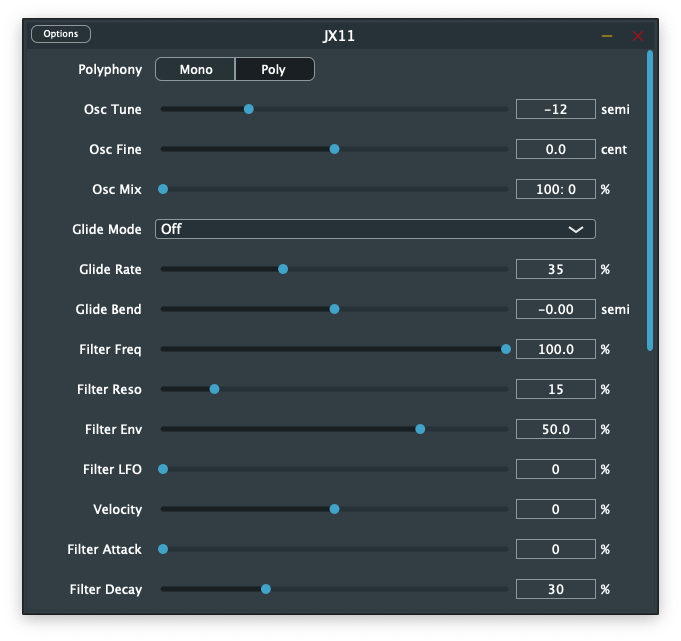 Options JX11
Polyphony Mono Poly
Osc Tune -12 semi
Osc Fine 0.0 cent
Osc Mix 100: 0 %
Glide Mode Off
Glide Rate 35 %
Glide Bend -0.00 semi
Filter Freq 100.0 %
Filter Reso 15 %
Filter Env 50.0 %
Filter LFO 0 %
Velocity 0 %
Filter Attack 0 %
Filter Decay 30 %